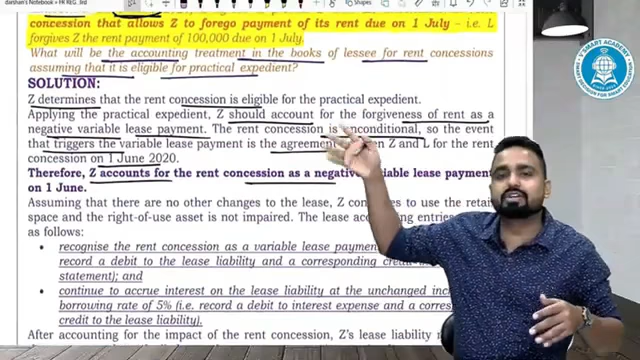 darshan's Notebook » FR REG. 3rd
concession that allows Z to forego payment of its rent due on 1 July - i.e. L
forgives Z the rent payment of 100,000 due on 1 July.
What will be the accounting treatment in the books of lessee for rent concessions
assuming that it is eligible for practical expedient?
SOLUTION:
Z determines that the rent concession is eligible for the practical expedient.
Applying the practical expedient, Z should account for the forgiveness of rent as a
negative variable lease payment. The rent concession is unconditional, so the event
that triggers the variable lease payment is the agreement Z and L for the rent
concession on 1 June 2020.
Therefore, Z accounts for the rent concession as a negative variable lease payment
on 1 June.
Assuming that there are no other changes to the lease, Z to use the retail
space and the right-of-use asset is not impaired. The lease accounting entries
as follows:
• recognise the rent concession as a variable lease payment
record a debit to the lease liability and a corresponding
statement); and
• continue to accrue interest on the lease liability at the unchanged
borrowing rate of 5% (i.e. record a debit to interest expense and a
credit to the lease liability).
After accounting for the impact of the rent concession, Z's lease liability
SMART ACADEMY